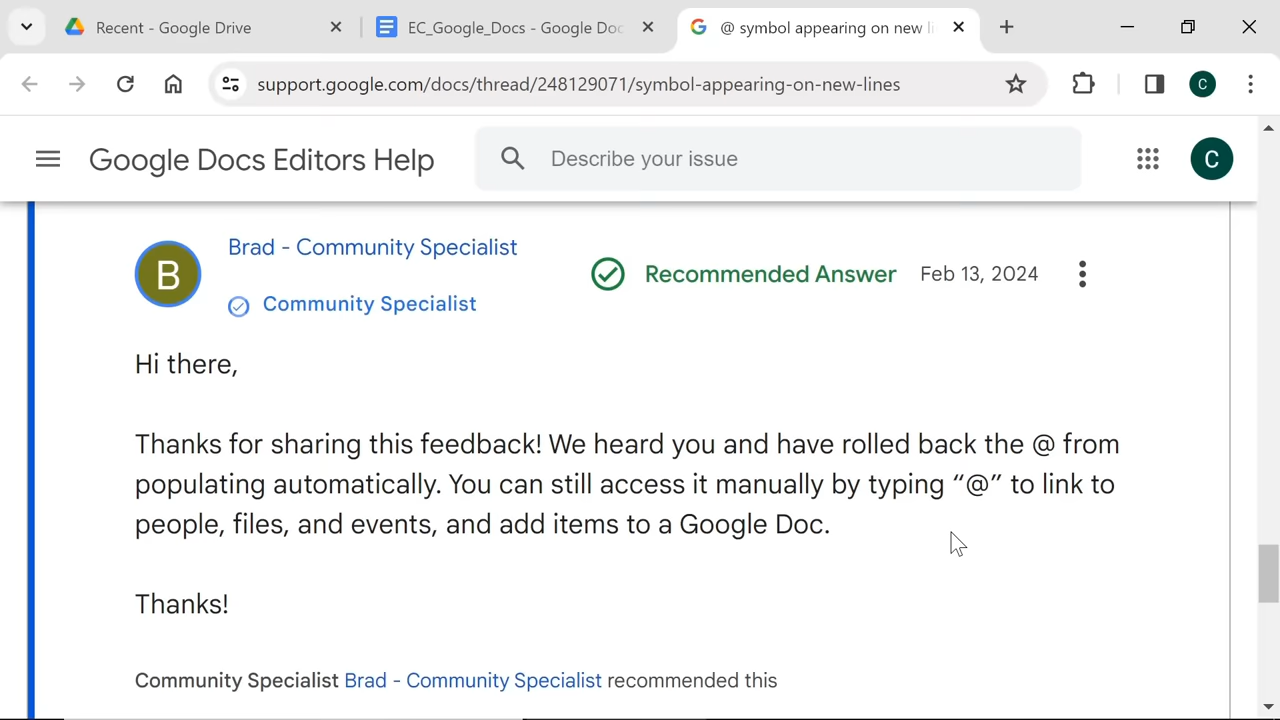 Recent - Google Drive
EC_Google_Docs - Google Doc
@ symbol appearing on new li
support.google.com/docs/thread/248129071/symbol-appearing-on-new-lines
C
Google Docs Editors Help
Describe your issue
C
B
Brad - Community Specialist
Community Specialist
Recommended Answer
Feb 13, 2024
Hi there,
Thanks for sharing this feedback! We heard you and have rolled back the @ from
populating automatically. You can still access it manually by typing “@” to link to
people, files, and events, and add items to a Google Doc.
Thanks!
Community Specialist Brad - Community Specialist recommended this